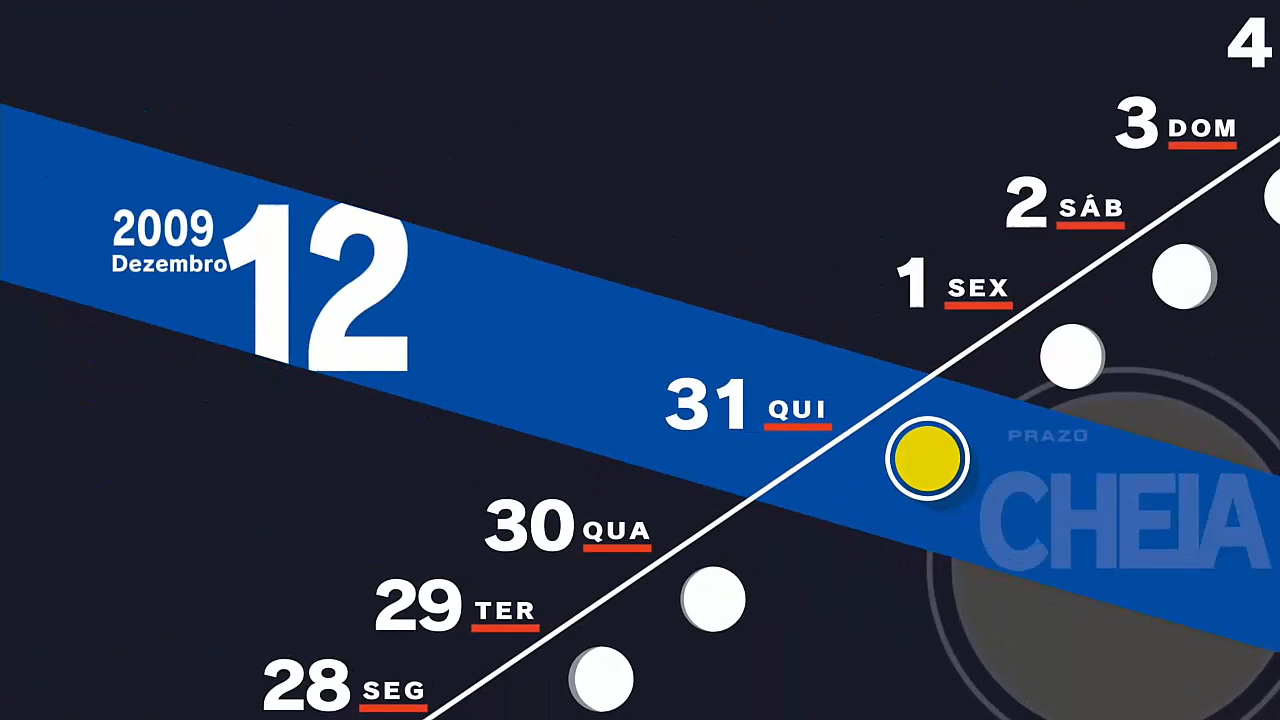 4
3 DOM
2 SÁB
2009
Dezembro
12
1 SEX
31 QUI
PRAZO
CHEIA
30 QUA
29 TER
28 SEG